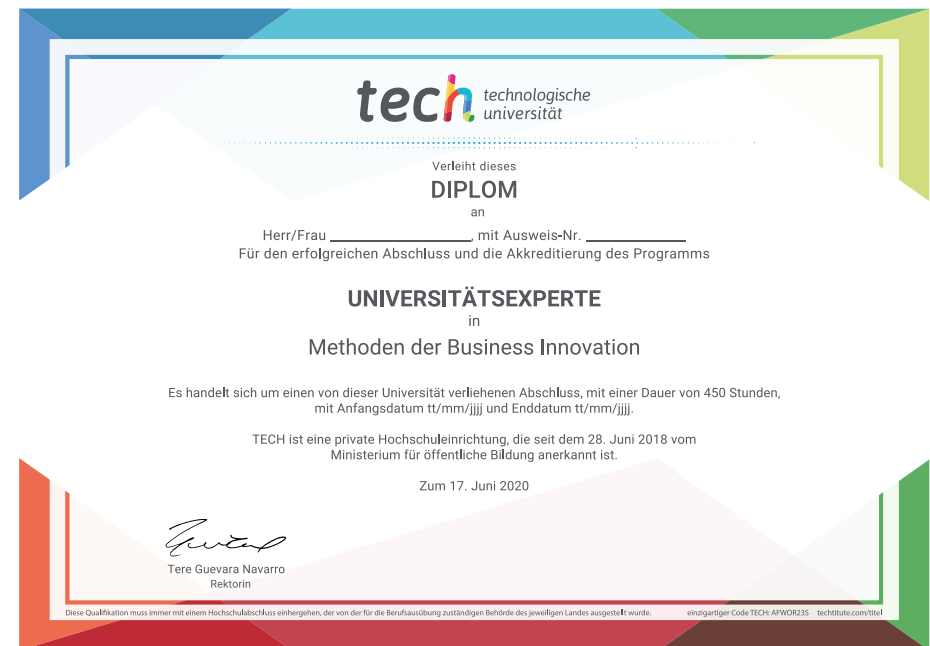 tech technologische
universität
Verleiht dieses
DIPLOM
an
Herr/Frau ____________________, mit Ausweis-Nr. ______________
Für den erfolgreichen Abschluss und die Akkreditierung des Programms
UNIVERSITÄTSEXPERTE
in
Methoden der Business Innovation
Es handelt sich um einen von dieser Universität verliehenen Abschluss, mit einer Dauer von 450 Stunden,
mit Anfangsdatum tt/mm/jjjj und Enddatum tt/mm/jjjj.
TECH ist eine private Hochschuleinrichtung, die seit dem 28. Juni 2018 vom
Ministerium für öffentliche Bildung anerkannt ist.
Zum 17. Juni 2020
Tere Guevara Navarro
Rektorin
Diese Qualifikation muss immer mit einem Hochschulabschluss einhergehen, der von der für die Berufsausübung zuständigen Behörde des jeweiligen Landes ausgestellt wurde. einzigartiger Code TECH: AFWOR23S techtitute.com/titel